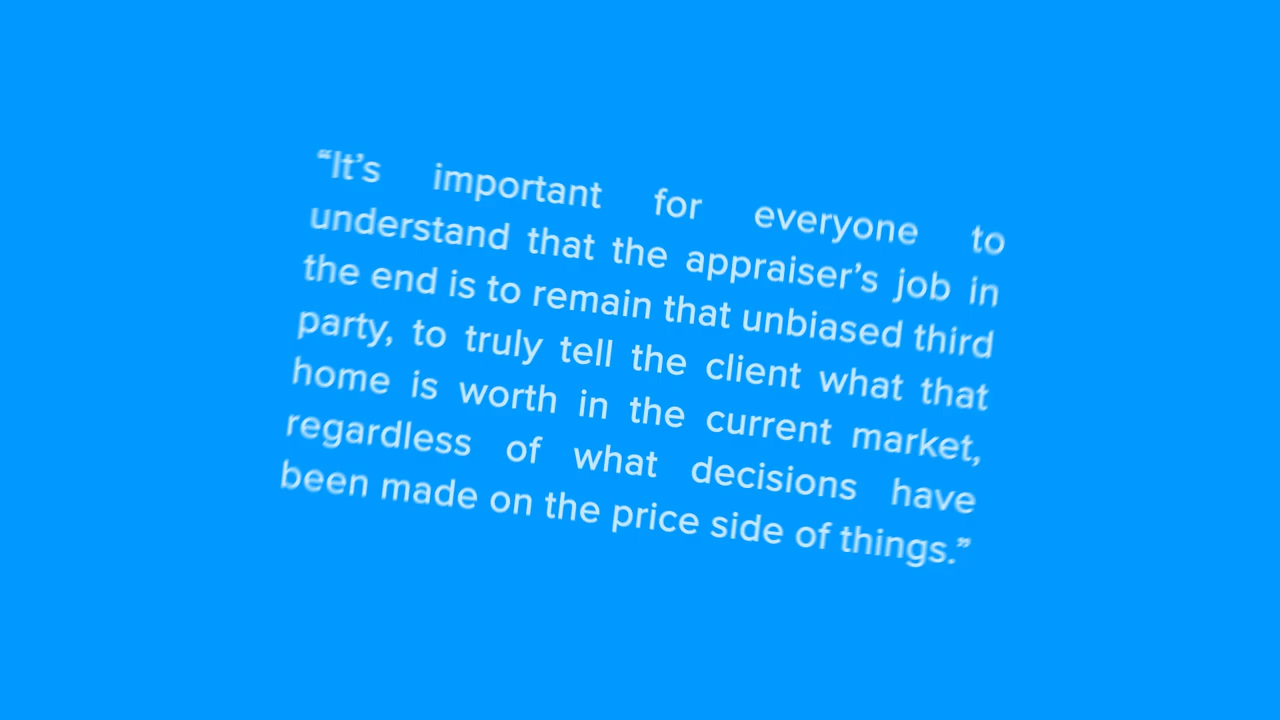 “It’s important for everyone to
understand that the appraiser’s job in
the end is to remain that unbiased third
party, to truly tell the client what that
home is worth in the current market,
regardless of what decisions have
been made on the price side of things.”